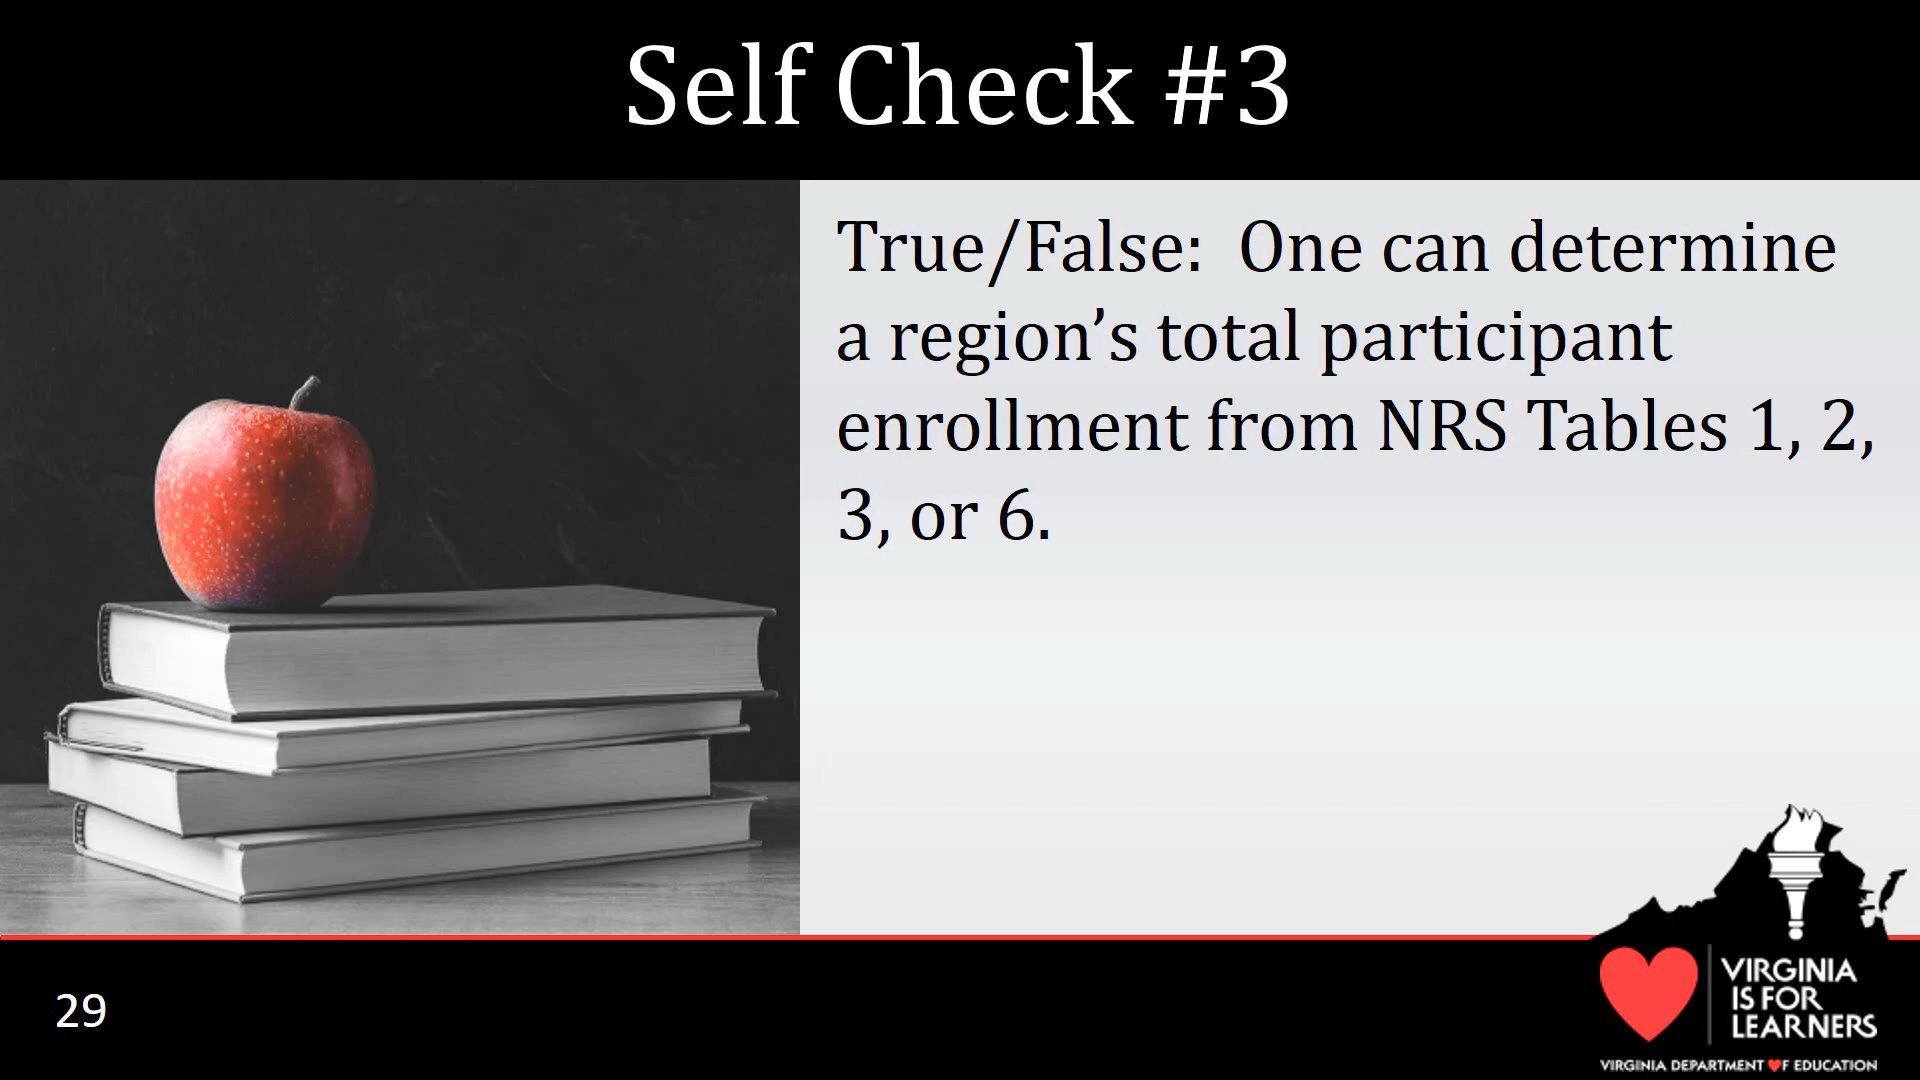 Self Check #3
True/False:  One can determine
a region’s total participant
enrollment from NRS Tables 1, 2,
3, or 6.
29
VIRGINIA
IS FOR
LEARNERS
VIRGINIA DEPARTMENT OF EDUCATION